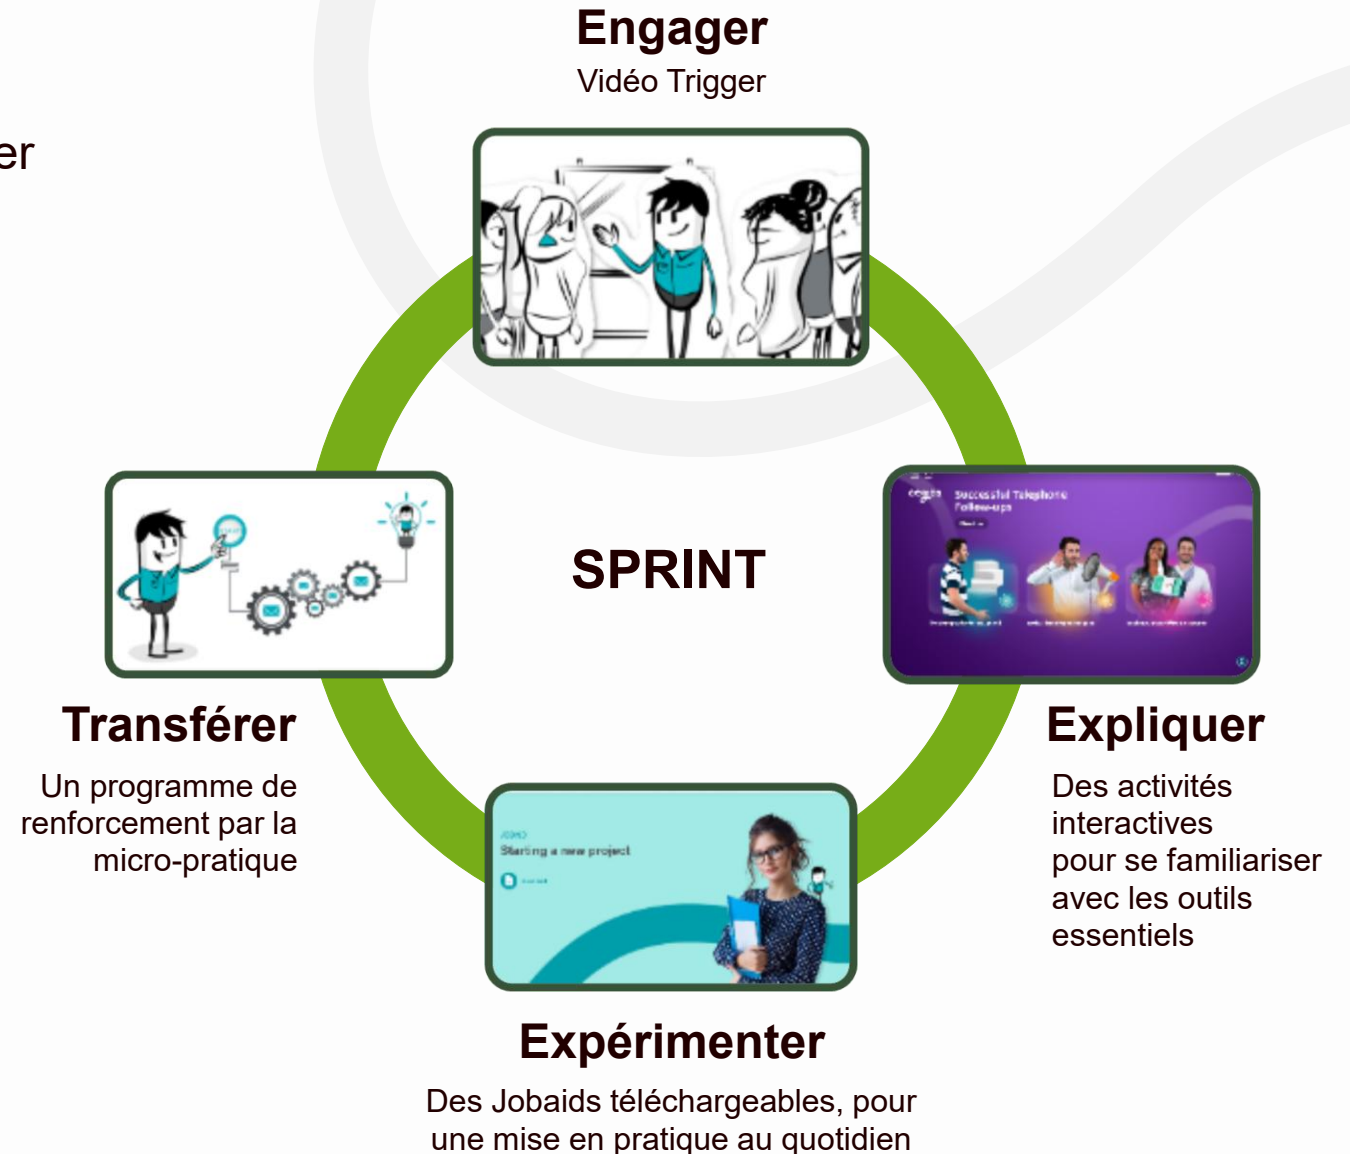 Engager
Vidéo Trigger
er
SPRINT
Successful Telephone
Follow-ups
Transférer
Un programme de
renforcement par la
micro-pratique
Expliquer
Des activités
interactives
pour se familiariser
avec les outils
essentiels
Starting a new project
Expérimenter
Des Jobaids téléchargeables, pour
une mise en pratique au quotidien